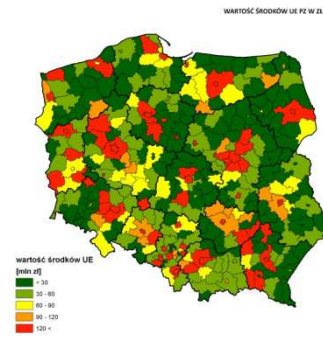 WARTOŚĆ ŚRODKÓW UE PZ W ZŁ
wartość środków UE
[mln zł]
< 30
30 - 60
60 - 90
90 - 120
120 <